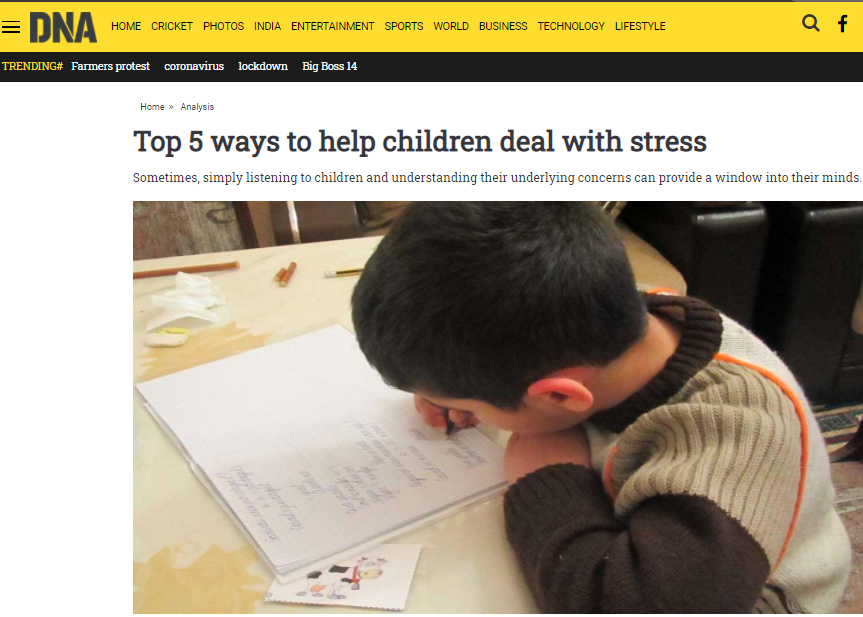 DNA HOME CRICKET PHOTOS INDIA ENTERTAINMENT SPORTS WORLD BUSINESS TECHNOLOGY LIFESTYLE
TRENDING# Farmers protest coronavirus lockdown Big Boss 14
Home » Analysis
Top 5 ways to help children deal with stress
Sometimes, simply listening to children and understanding their underlying concerns can provide a window into their minds.